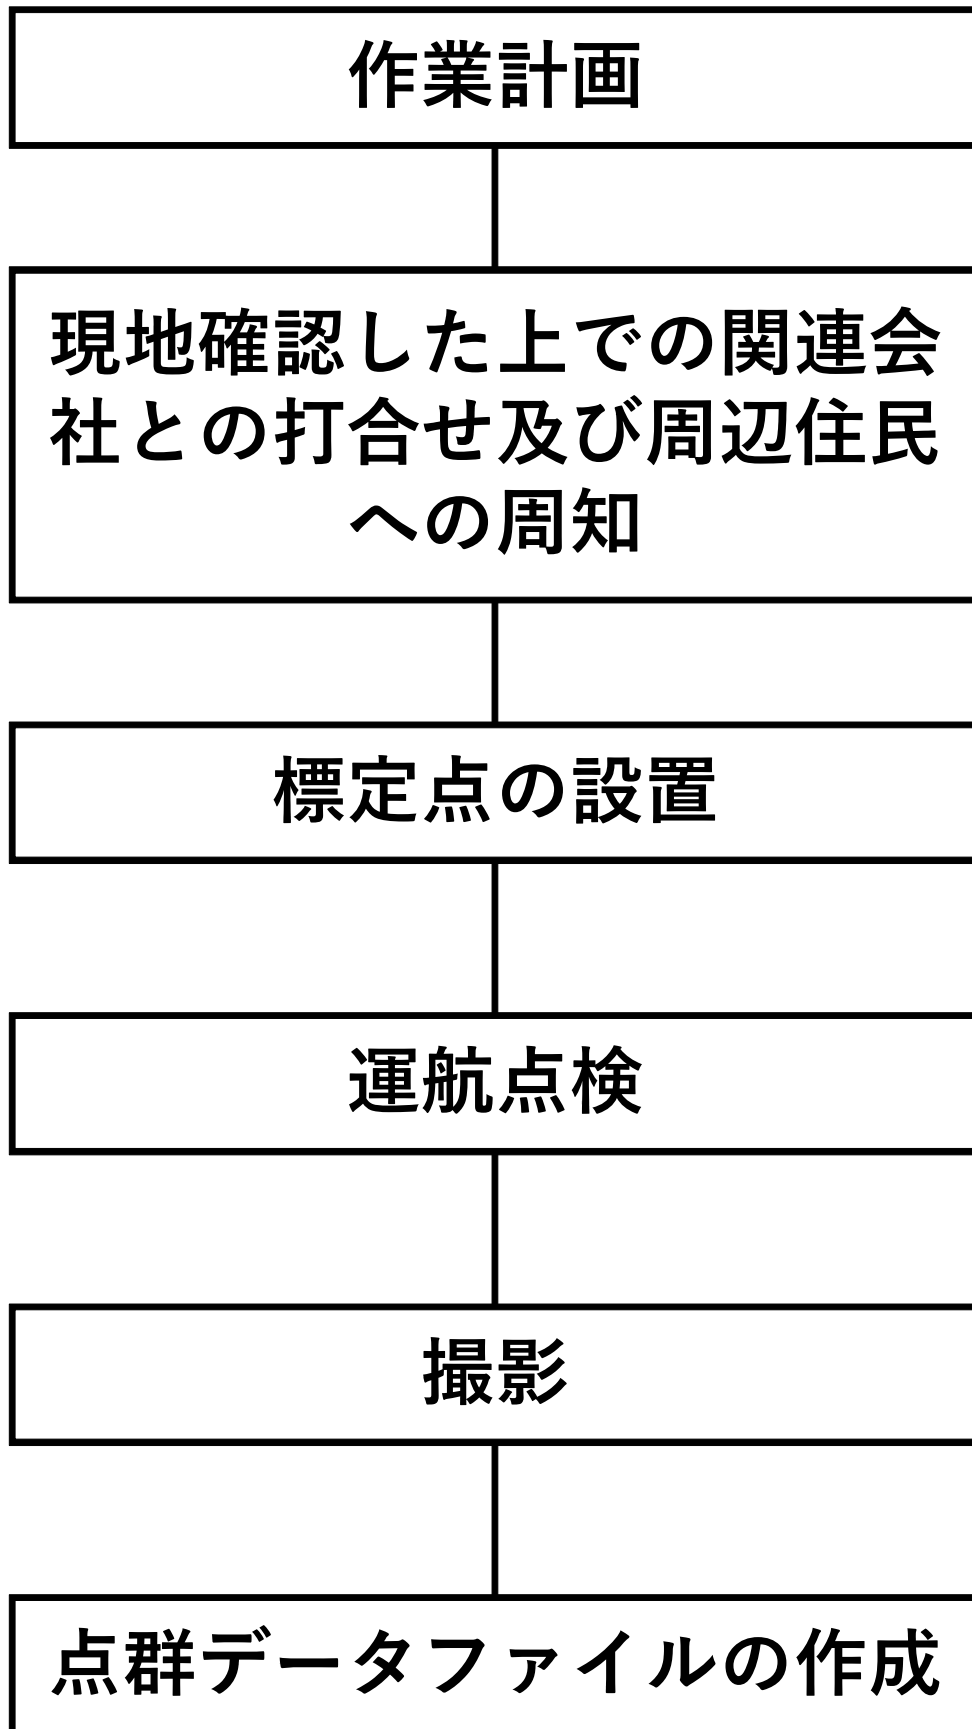 作業計画
現地確認した上での関連会
社との打合せ及び周辺住民
への周知
標定点の設置
運航点検
撮影
点群データファイルの作成